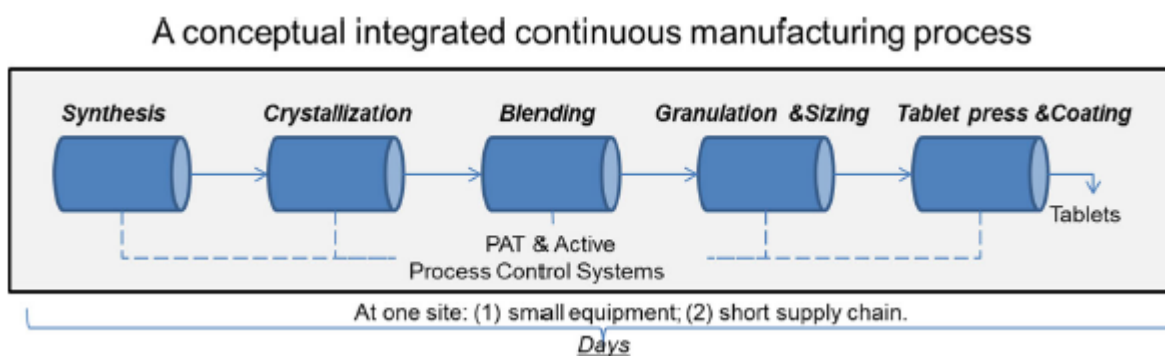 A conceptual integrated continuous manufacturing process
Synthesis
Crystallization
Blending
Granulation &Sizing
Tablet press &Coating
Tablets
PAT & Active
Process Control Systems
At one site: (1) small equipment; (2) short supply chain.
Days